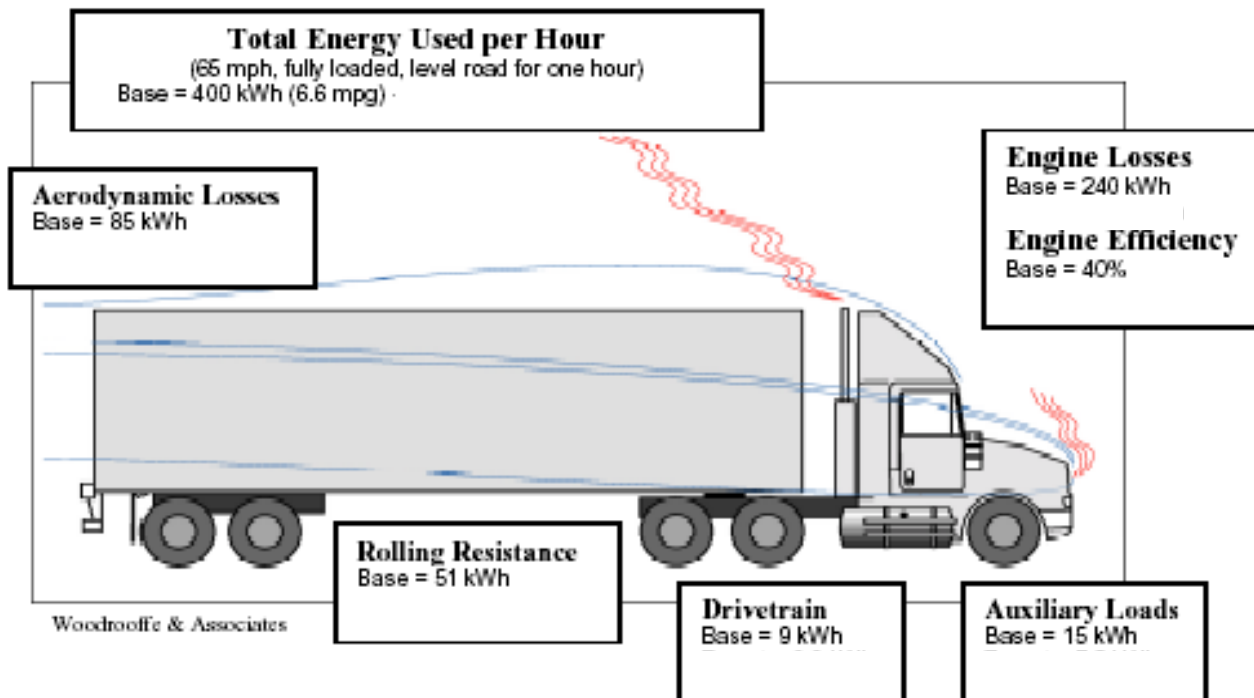 Total Energy Used per Hour
(65 mph, fully loaded, level road for one hour)
Base = 400 kWh (6.6 mpg)
Aerodynamic Losses
Base = 85 kWh
Engine Losses
Base = 240 kWh
Engine Efficiency
Base = 40%
Rolling Resistance
Base = 51 kWh
Drivetrain
Base = 9 kWh
Auxiliary Loads
Base = 15 kWh
Woodrooffe & Associates